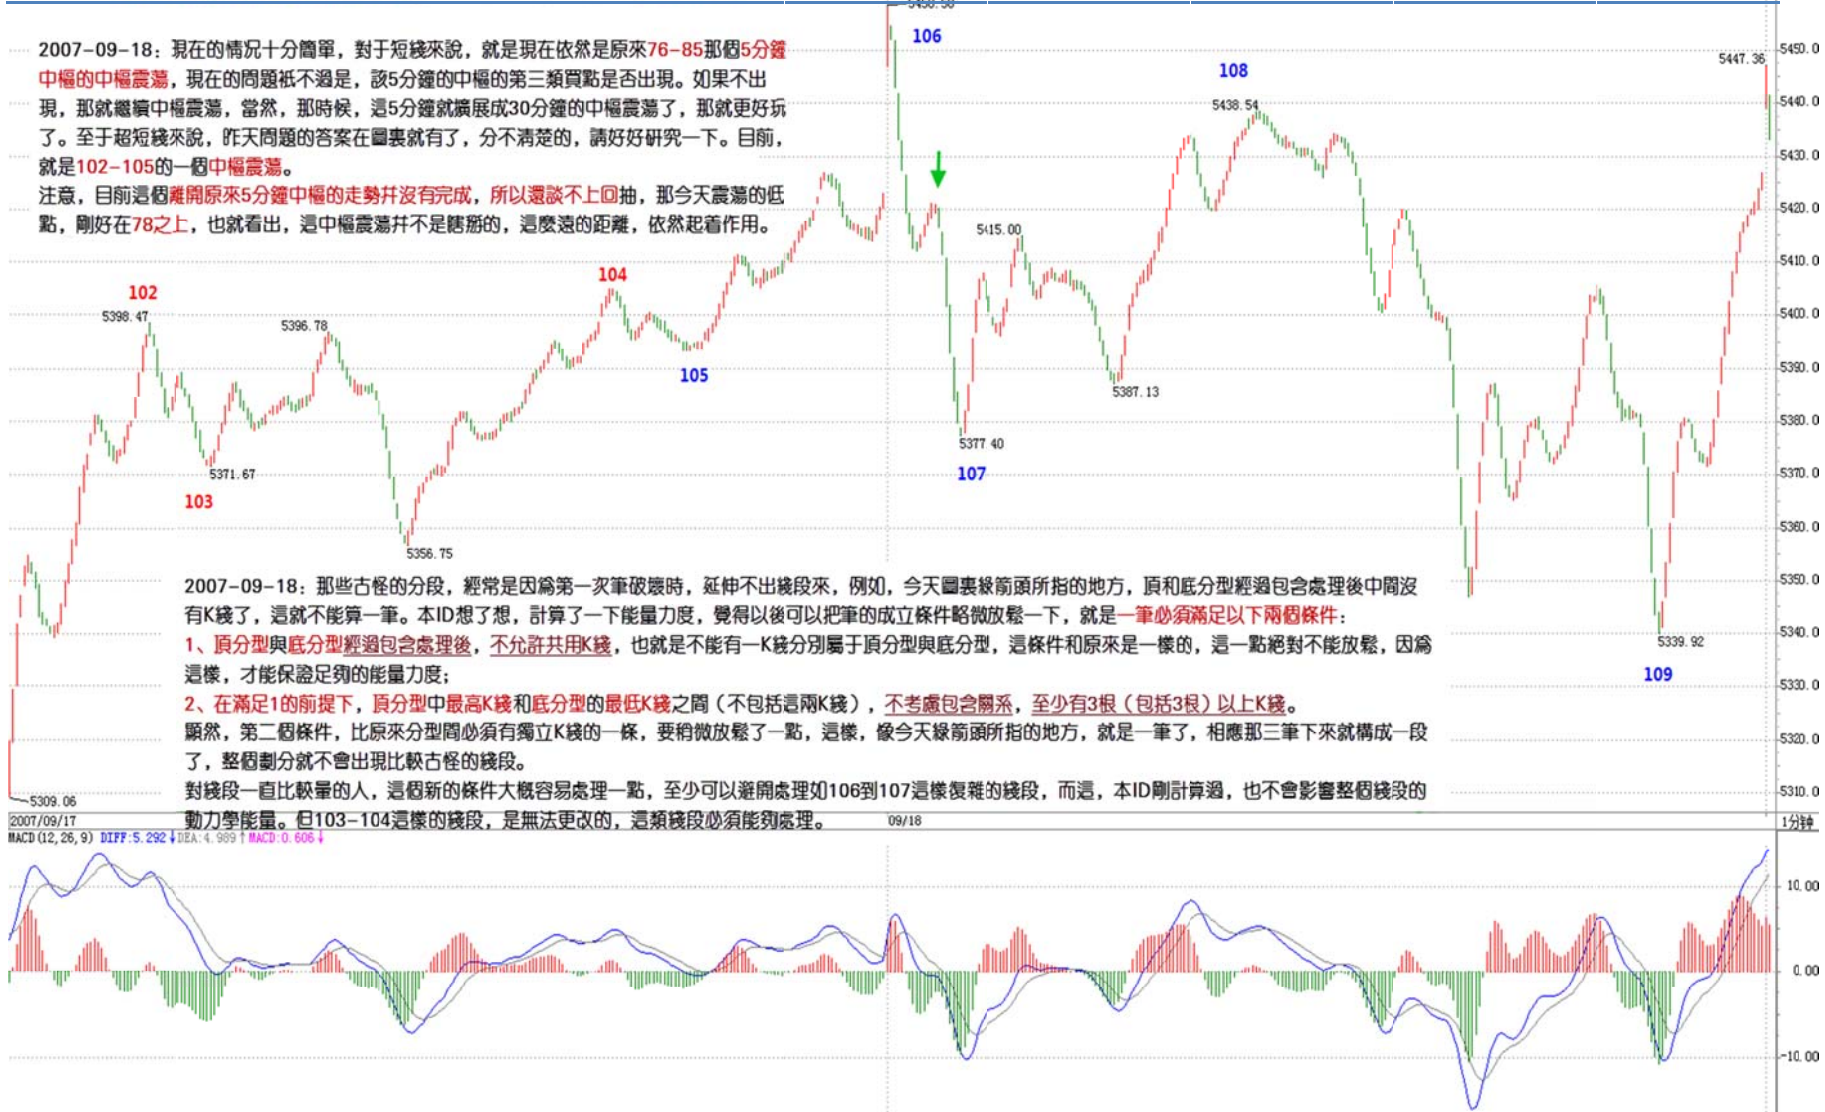 5458.58
106
2007-09-18：現在的情況十分簡單，對于短綫來說，就是現在依然是原來76-85那個5分鐘
中樞的中樞震蕩，現在的問題祇不過是，該5分鐘的中樞的第三類買點是否出現。如果不出
現，那就繼續中樞震蕩，當然，那時候，這5分鐘就擴展成30分鐘的中樞震蕩了，那就更好玩
了。至于超短綫來說，昨天問題的答案在圖裏就有了，分不清楚的，請好好研究一下。目前，
就是102-105的一個中樞震蕩。
注意，目前這個離開原來5分鐘中樞的走勢并沒有完成，所以還談不上回抽，那今天震蕩的低
點，剛好在78之上，也就看出，這中樞震蕩并不是瞎掰的，這麼遠的距離，依然起着作用。
108
5447.36
5438.54
5415.00
102
5398.47
5396.78
104
105
5371.67
103
5356.75
5377 40
107
5387.13
5339.92
109
5309.06
5450.0
5440.0
5430.0
5420.0
5410.0
5400.0
5390.0
5380.0
5370.0
5360.0
5350.0
5340.0
5330.0
5320.0
5310.0
2007-09-18：那些古怪的分段，經常是因爲第一次筆破壞時，延伸不出綫段來，例如，今天圖裏綠箭頭所指的地方，頂和底分型經過包含處理後中間沒
有K綫了，這就不能算一筆。本ID想了想，計算了一下能量力度，覺得以後可以把筆的成立條件略微放鬆一下，就是一筆必須滿足以下兩個條件：
1、頂分型與底分型經過包含處理後，不允許共用K綫，也就是不能有一K綫分別屬于頂分型與底分型，這條件和原來是一樣的，這一點絕對不能放鬆，因爲
這樣，才能保證足夠的能量力度；
2、在滿足1的前提下，頂分型中最高K綫和底分型的最低K綫之間（不包括這兩K綫），不考慮包含關系，至少有3根（包括3根）以上K綫。
顯然，第二個條件，比原來分型間必須有獨立K綫的一條，要稍微放鬆了一點，這樣，像今天綠箭頭所指的地方，就是一筆了，相應那三筆下來就構成一段
了，整個劃分就不會出現比較古怪的綫段。
對綫段一直比較暈的人，這個新的條件大概容易處理一點，至少可以避開處理如106到107這樣復雜的綫段，而這，本ID剛計算過，也不會影響整個綫段的
動力學能量。但103-104這樣的綫段，是無法更改的，這類綫段必須能夠處理。
2007/09/17
09/18
1分钟
MACD(12,26,9) DIFF:5.292↓DEA:4.989↑MACD:0.606↓
10.00
0.00
-10.00